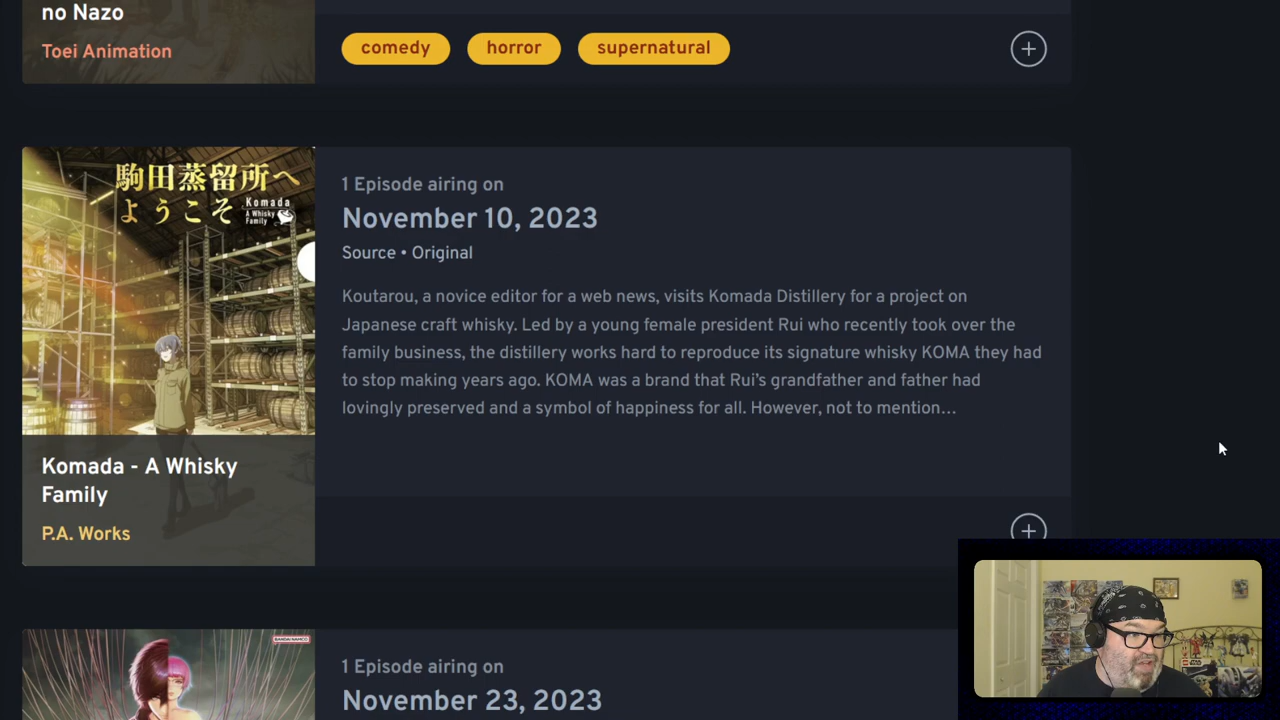 no Nazo
Toei Animation
comedy
horror
supernatural
駒田蒸留所へ
ようこそ
Komada
A Whisky
Family
1 Episode airing on
November 10, 2023
Source • Original
Koutarou, a novice editor for a web news, visits Komada Distillery for a project on
Japanese craft whisky. Led by a young female president Rui who recently took over the
family business, the distillery works hard to reproduce its signature whisky KOMA they had
to stop making years ago. KOMA was a brand that Rui’s grandfather and father had
lovingly preserved and a symbol of happiness for all. However, not to mention…
Komada - A Whisky
Family
P.A. Works
BANDAI NAMCO
1 Episode airing on
November 23, 2023
STAR WARS